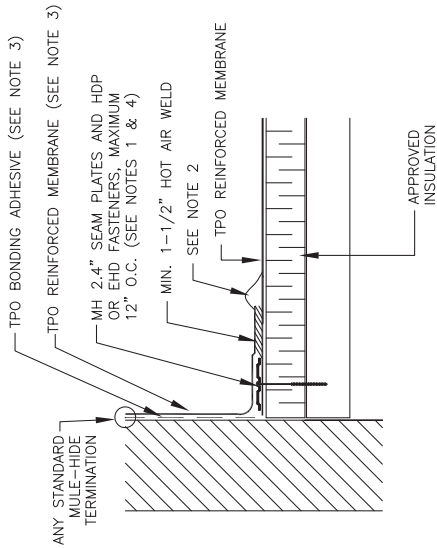 TPO BONDING ADHESIVE (SEE NOTE 3)
TPO REINFORCED MEMBRANE (SEE NOTE 3)
MH 2.4" SEAM PLATES AND HDP
OR EHD FASTENERS, MAXIMUM
12" O.C. (SEE NOTES 1 & 4)
MIN. 1-1/2" HOT AIR WELD
SEE NOTE 2
TPO REINFORCED MEMBRANE
ANY STANDARD
MULE-HIDE
TERMINATION
APPROVED
INSULATION